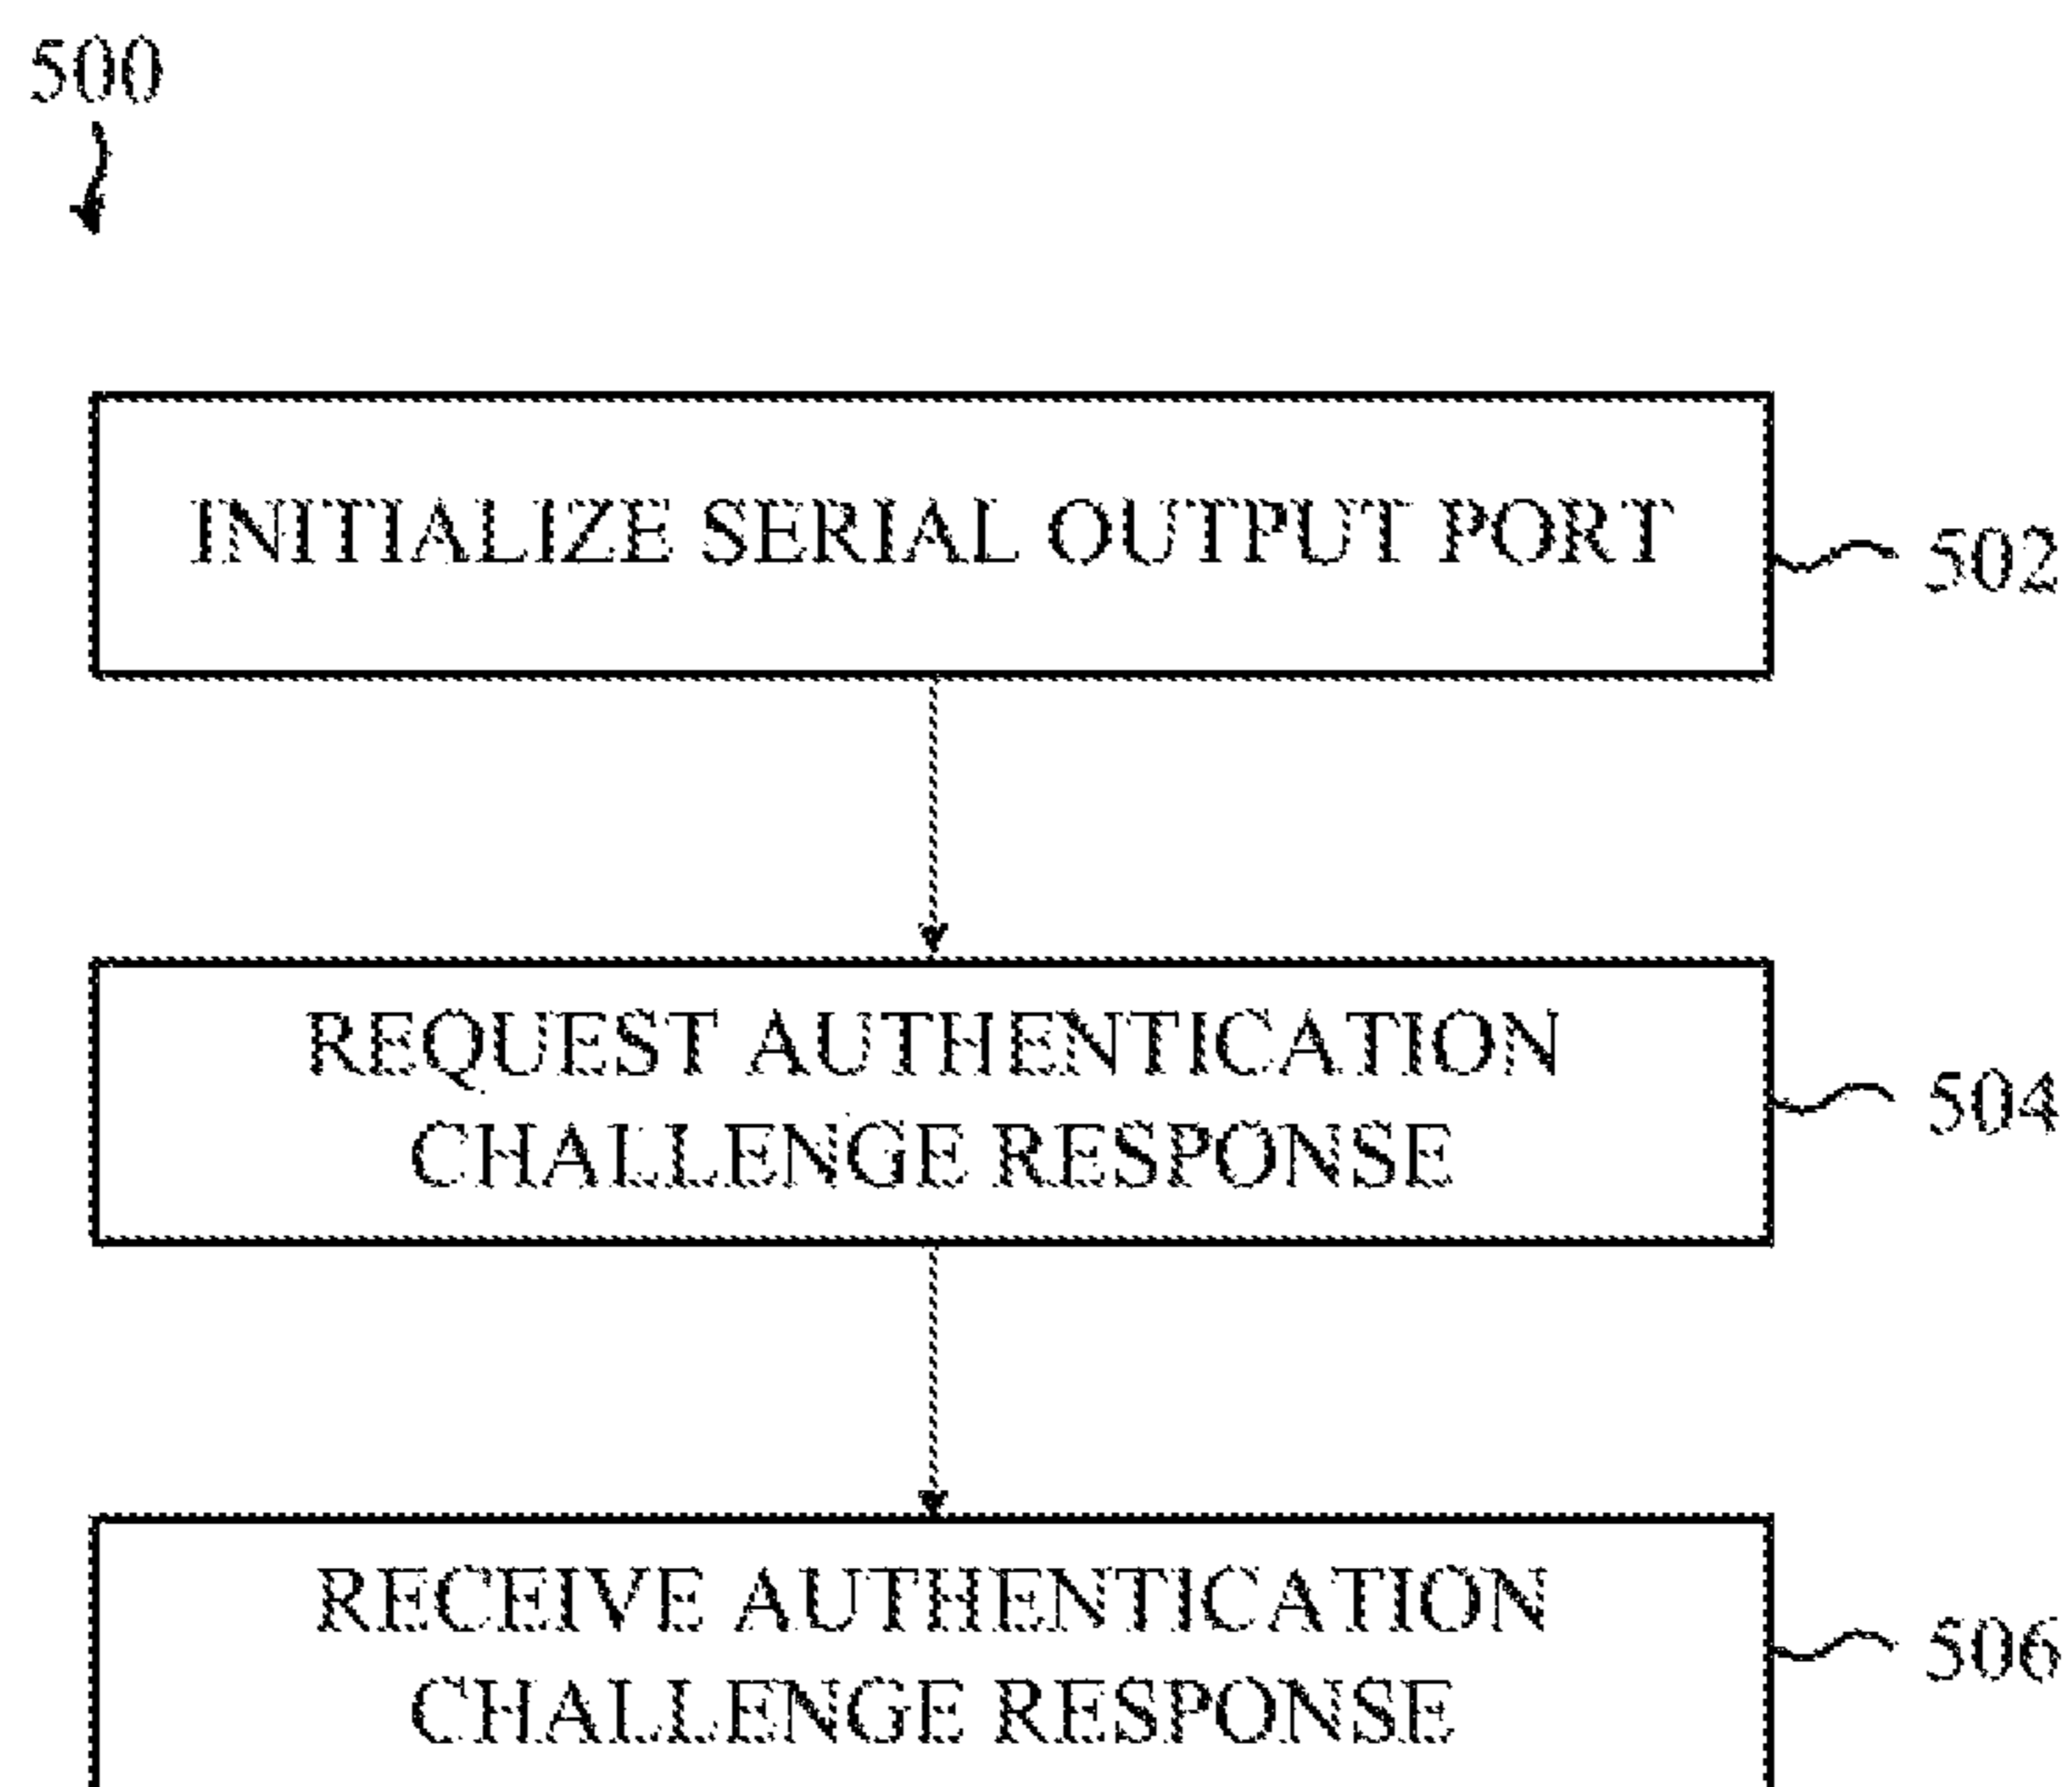 500
INITIALIZE SERIAL OUTPUT PORT
502
REQUEST AUTHENTICATION
CHALLENGE RESPONSE
504
RECEIVE AUTHENTICATION
CHALLENGE RESPONSE
506